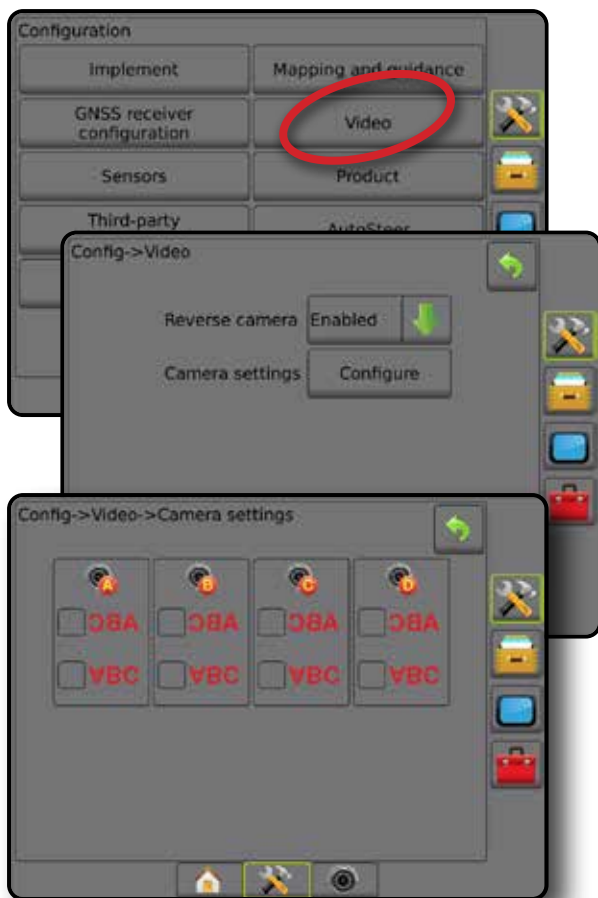 Configuration
Implement
Mapping and guidance
GNSS receiver
configuration
Video
Sensors
Product
Third-party
AutoSteer
Config->Video
Reverse camera
Enabled
Camera settings
Configure
Config->Video->Camera settings
A
B
C
D
ABC ABC ABC ABC
ABC ABC ABC ABC